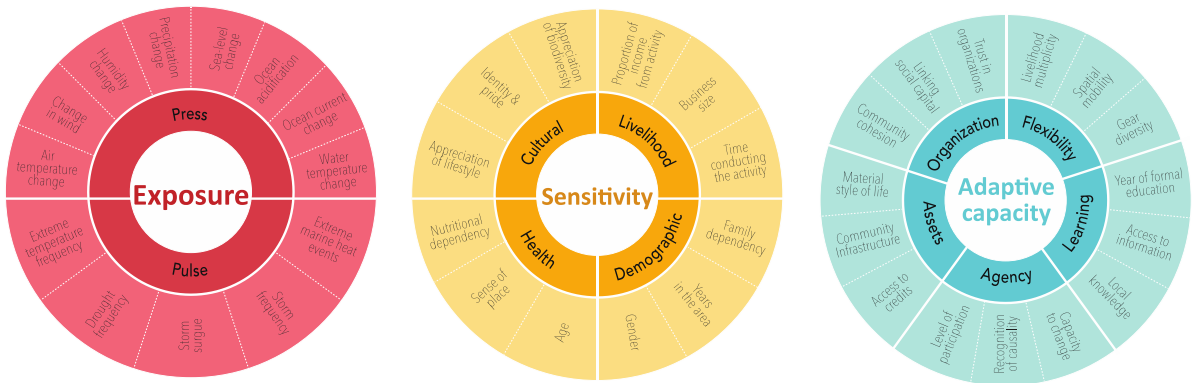 Exposure
Press
Air
temperature
change
Change
in wind
Humidity
change
Precipitation
change
Sea-level
change
Ocean
acidification
Ocean current
change
Water
temperature
change
Pulse
Extreme
marine heat
events
Storm
frequency
Storm
surgue
Drought
frequency
Extreme
temperature
frequency
Sensitivity
Cultural
Appreciation
of lifestyle
Identity &
pride
Appreciation
of biodiversity
Livelihood
Proportion of
income
form activity
Business
size
Time
conducting
the activity
Demographic
Family
dependency
Years
in the area
Gender
Health
Age
Sense of
place
Nutritional
dependency
Adaptive
capacity
Organization
Community
cohesion
Linking
social capital
Trust in
organizations
Flexibility
Livelihood
multiplicity
Spatial
mobility
Gear
diversity
Learning
Year of formal
education
Access to
information
Local
knowledge
Agency
Capacity
to change
Recognition
of causality
Level of
participation
Assets
Access to
credits
Community
Infrastructure
Material
style of life